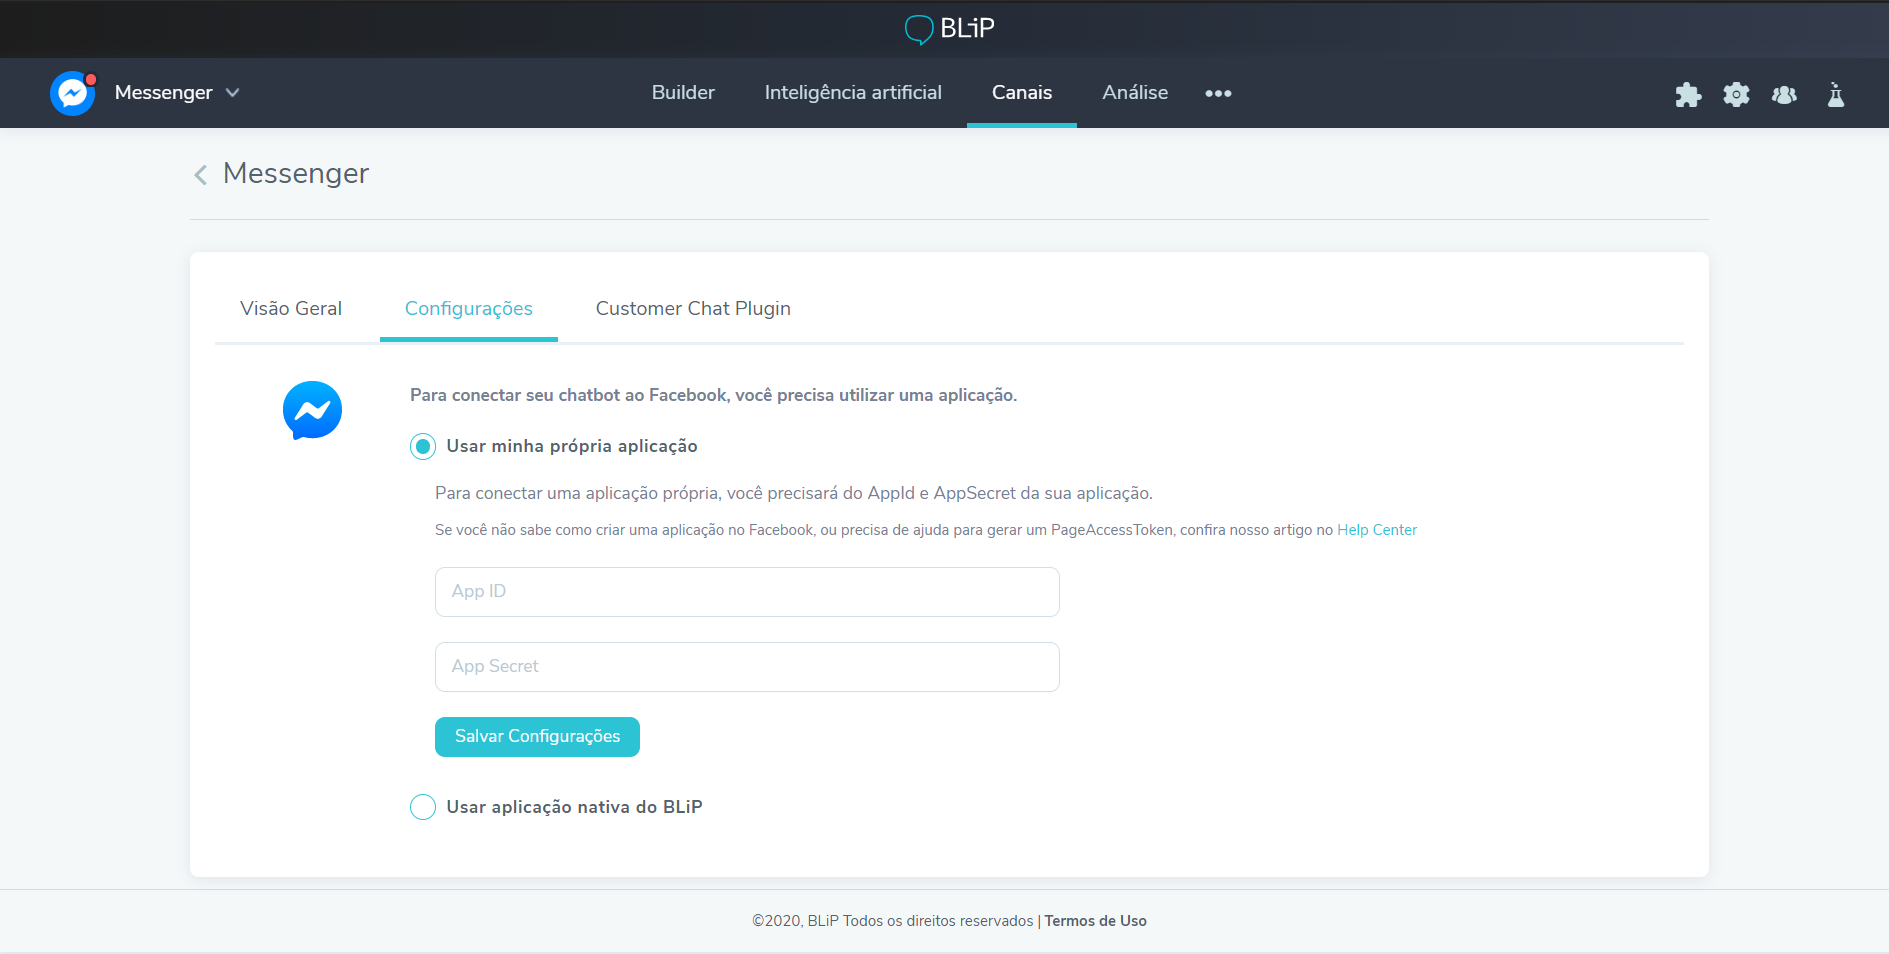 BLiP
Messenger
Builder
Inteligência artificial
Canais
Análise
Messenger
Visão Geral
Configurações
Customer Chat Plugin
Para conectar seu chatbot ao Facebook, você precisa utilizar uma aplicação.
Usar minha própria aplicação
Para conectar uma aplicação própria, você precisará do AppId e AppSecret da sua aplicação.
Se você não sabe como criar uma aplicação no Facebook, ou precisa de ajuda para gerar um PageAccessToken, confira nosso artigo no Help Center
App ID
App Secret
Salvar Configurações
Usar aplicação nativa do BLiP
©2020, BLiP Todos os direitos reservados | Termos de Uso